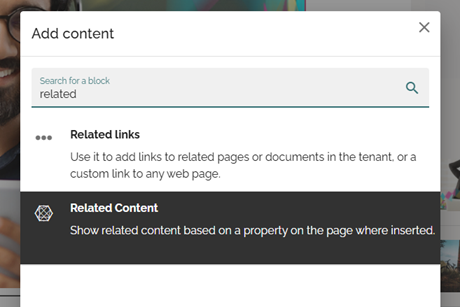 Add content
Search for a block
related
Related links
Use it to add links to related pages or documents in the tenant, or a
custom link to any web page.
Related Content
Show related content based on a property on the page where inserted.